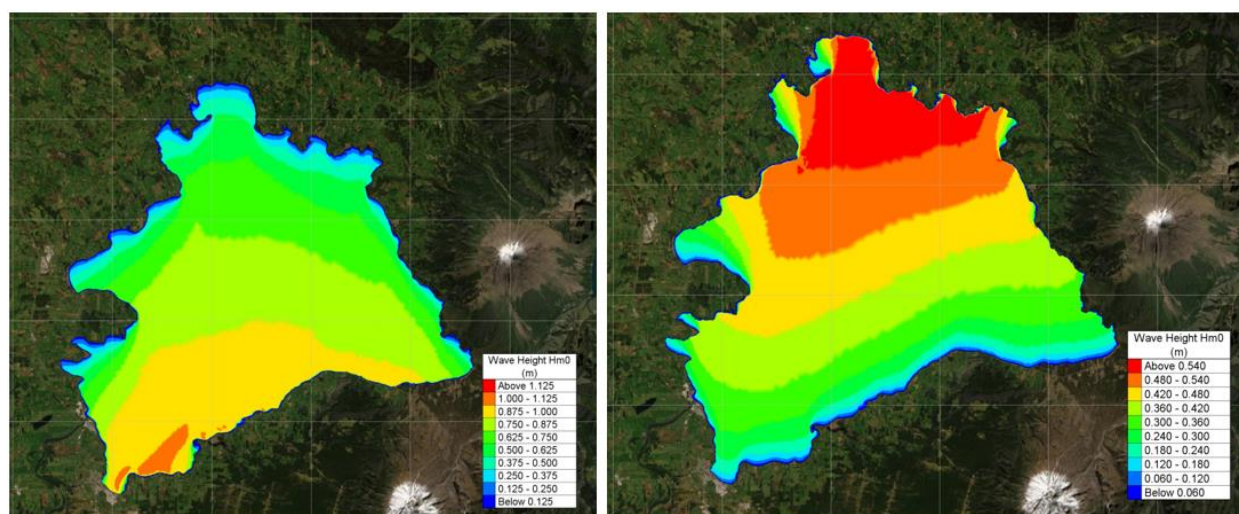 Wave Height Hm0
(m)
Above 1.125
1.000 - 1.125
0.875 - 1.000
0.750 - 0.875
0.625 - 0.750
0.500 - 0.625
0.375 - 0.500
0.250 - 0.375
0.125 - 0.250
Below 0.125
Wave Height Hm0
(m)
Above 0.540
0.480 - 0.540
0.420 - 0.480
0.360 - 0.420
0.300 - 0.360
0.240 - 0.300
0.180 - 0.240
0.120 - 0.180
0.060 - 0.120
Below 0.060